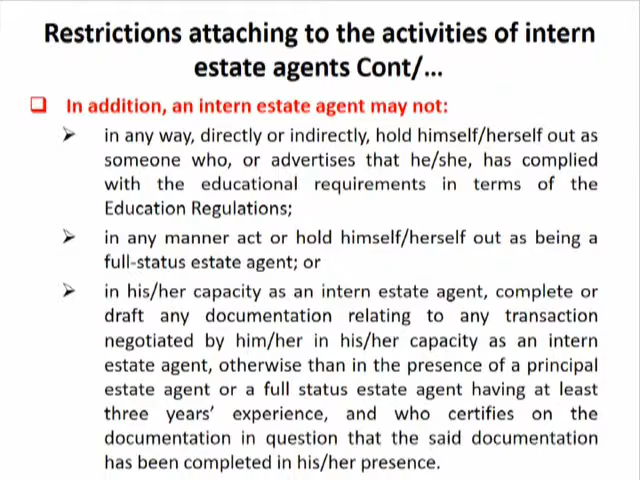 Restrictions attaching to the activities of intern
estate agents Cont/...
In addition, an intern estate agent may not:
in any way, directly or indirectly, hold himself/herself out as
someone who, or advertises that he/she, has complied
with the educational requirements in terms of the
Education Regulations;
in any manner act or hold himself/herself out as being a
full-status estate agent; or
in his/her capacity as an intern estate agent, complete or
draft any documentation relating to any transaction
negotiated by him/her in his/her capacity as an intern
estate agent, otherwise than in the presence of a principal
estate agent or a full status estate agent having at least
three years’ experience, and who certifies on the
documentation in question that the said documentation
has been completed in his/her presence.